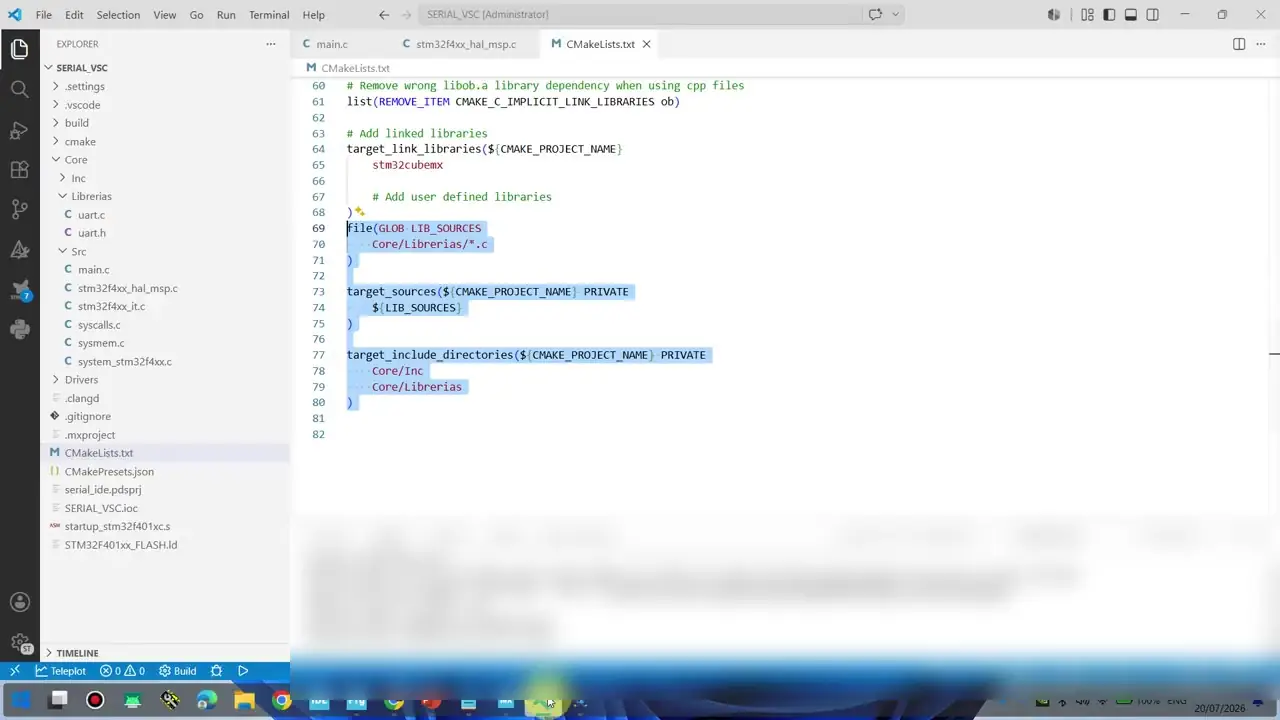 File Edit Selection View Go Run Terminal Help
SERIAL_VSC [Administrator]
EXPLORER
SERIAL_VSC
.settings
.vscode
build
cmake
Core
Inc
Librerias
uart.c
uart.h
Src
main.c
stm32f4xx_hal_msp.c
stm32f4xx_it.c
syscalls.c
sysmem.c
system_stm32f4xx.c
Drivers
.clangd
.gitignore
.mxproject
CMakeLists.txt
CMakePresets.json
serial_ide.pdsprj
SERIAL_VSC.ioc
startup_stm32f401xc.s
STM32F401xx_FLASH.ld
TIMELINE
main.c stm32f4xx_hal_msp.c CMakeLists.txt
CMakeLists.txt
60 # Remove wrong libob.a library dependency when using cpp files
61 list(REMOVE_ITEM CMAKE_C_IMPLICIT_LINK_LIBRARIES ob)
62
63 # Add linked libraries
64 target_link_libraries(${CMAKE_PROJECT_NAME}
65 stm32cubemx
66
67 # Add user defined libraries
68 )
69 file(GLOB LIB_SOURCES
70 Core/Librerias/*.c
71 )
72
73 target_sources(${CMAKE_PROJECT_NAME} PRIVATE
74 ${LIB_SOURCES}
75 )
76
77 target_include_directories(${CMAKE_PROJECT_NAME} PRIVATE
78 Core/Inc
79 Core/Librerias
80 )
81
82
Teleplot 0 0 Build
100% ENG
20/07/2026